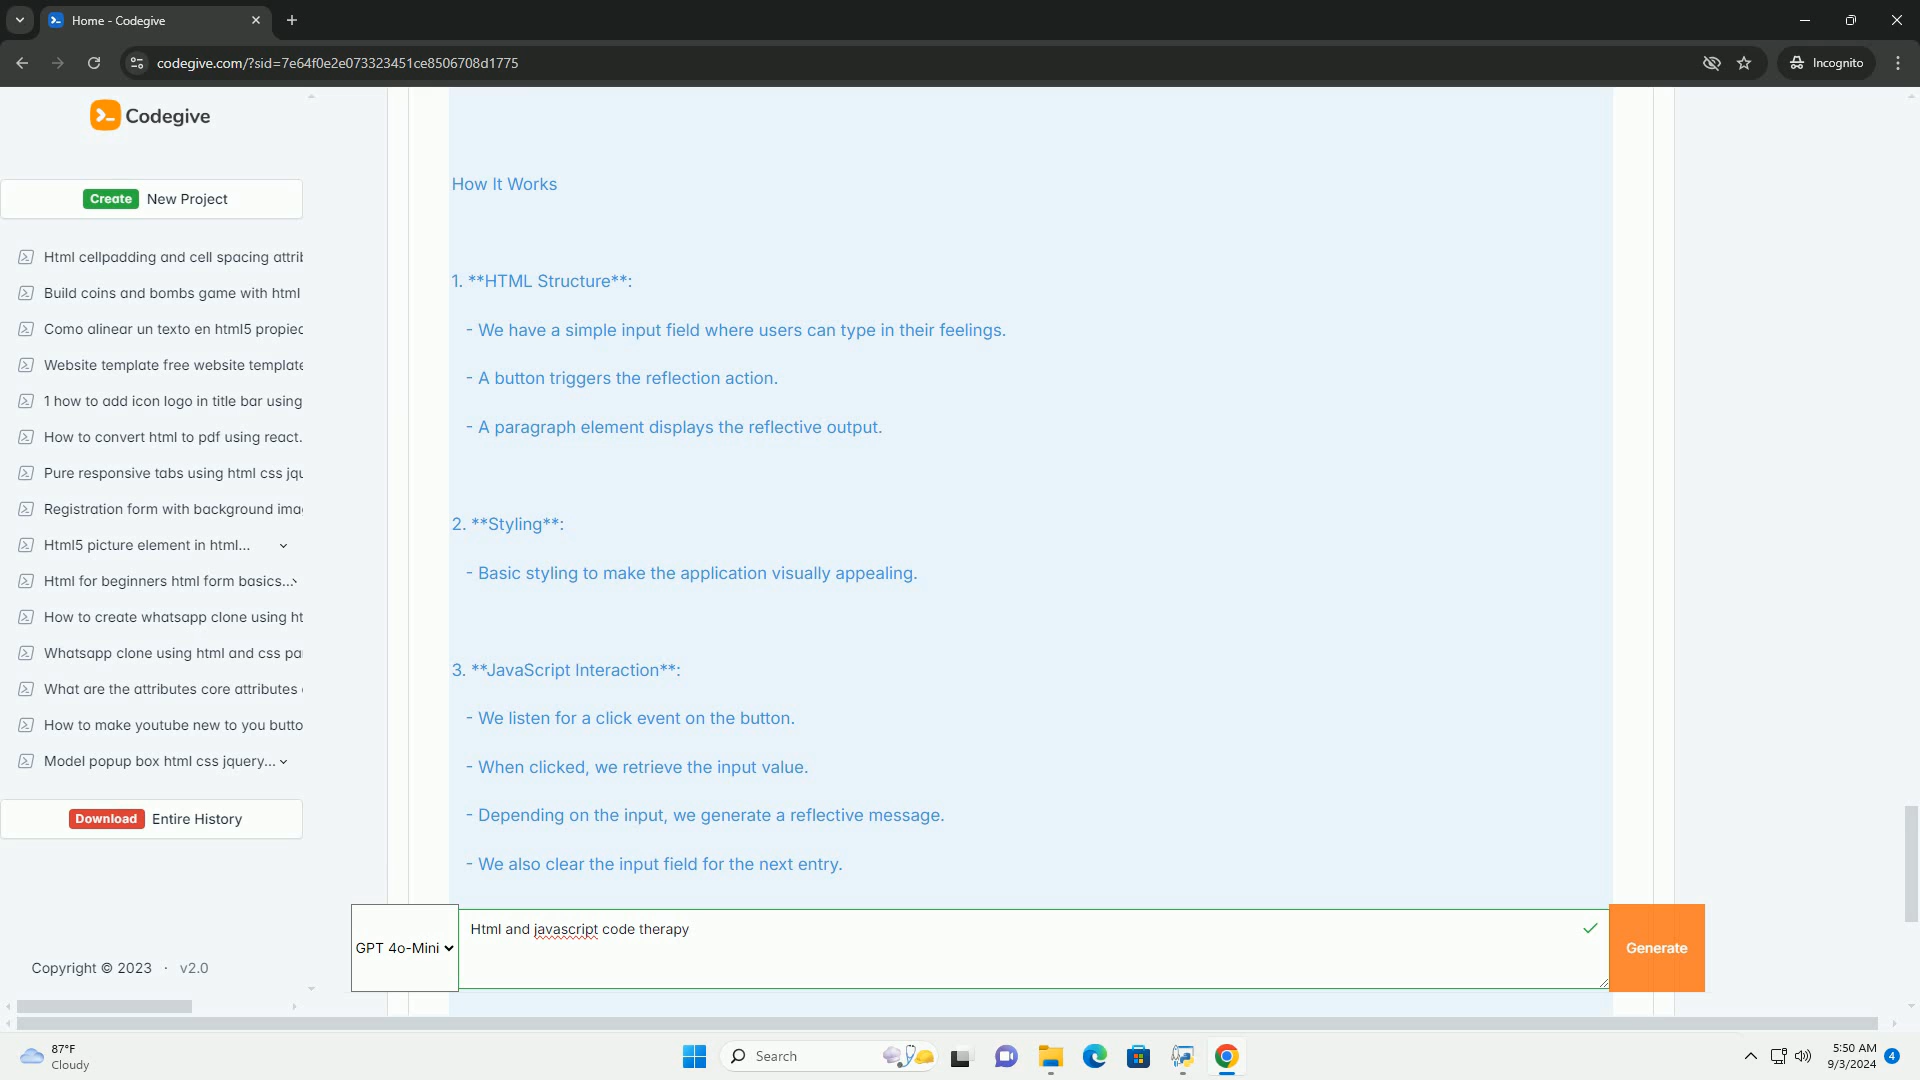 Home - Codegive
codegive.com/?sid=7e64f0e2e073323451ce8506708d1775
Incognito
Codegive
Create New Project
Html cellpadding and cell spacing attrib
Build coins and bombs game with html
Como alinear un texto en html5 propied
Website template free website template
1 how to add icon logo in title bar using
How to convert html to pdf using react.
Pure responsive tabs using html css jqu
Registration form with background imag
Html5 picture element in html...
Html for beginners html form basics...
How to create whatsapp clone using ht
Whatsapp clone using html and css pa
What are the attributes core attributes
How to make youtube new to you butto
Model popup box html css jquery...
Download Entire History
Copyright © 2023 · v2.0
How It Works
1. **HTML Structure**:
- We have a simple input field where users can type in their feelings.
- A button triggers the reflection action.
- A paragraph element displays the reflective output.
2. **Styling**:
- Basic styling to make the application visually appealing.
3. **JavaScript Interaction**:
- We listen for a click event on the button.
- When clicked, we retrieve the input value.
- Depending on the input, we generate a reflective message.
- We also clear the input field for the next entry.
GPT 4o-Mini
Html and javascript code therapy
Generate
87°F
Cloudy
Search
5:50 AM
9/3/2024
4